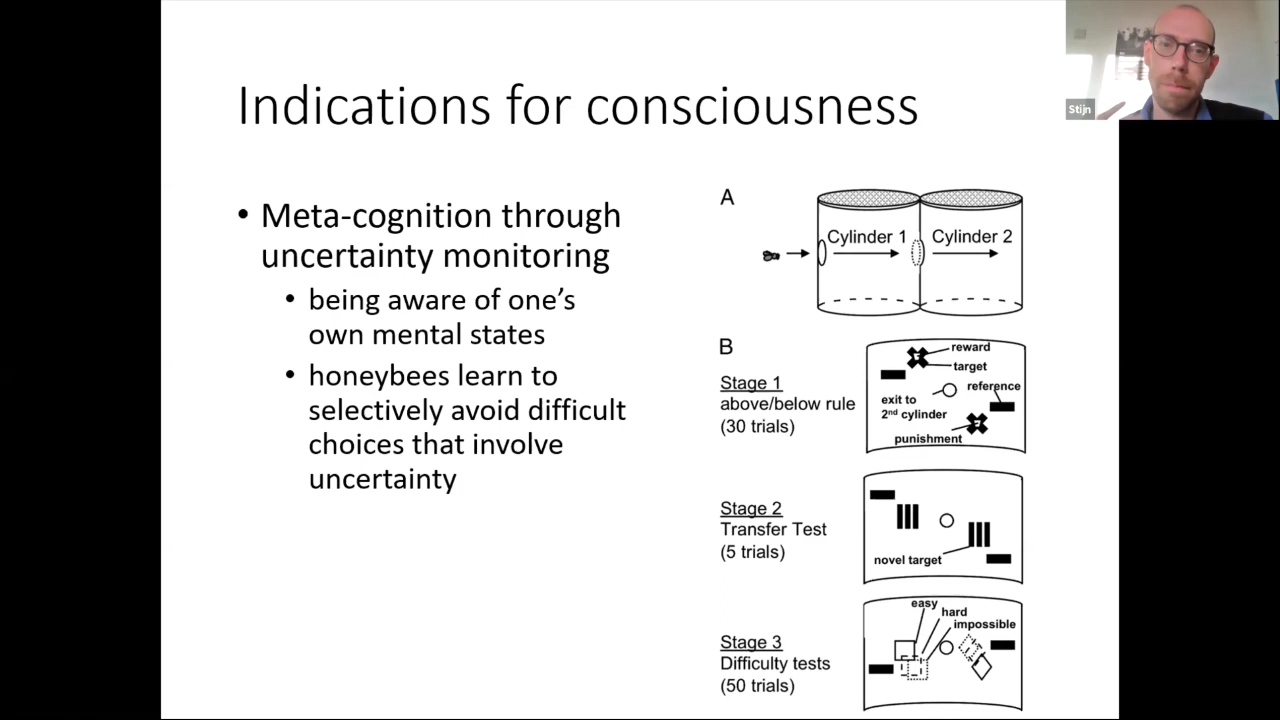 Indications for consciousness
Stijn
• Meta-cognition through
uncertainty monitoring
• being aware of one's
own mental states
• honeybees learn to
selectively avoid difficult
choices that involve
uncertainty
A
Cylinder 1
Cylinder 2
B
Stage 1
above/below rule
(30 trials)
reward
target
reference
exit to
2nd cylinder
punishment
Stage 2
Transfer Test
(5 trials)
novel target
Stage 3
Difficulty tests
(50 trials)
easy
hard
impossible